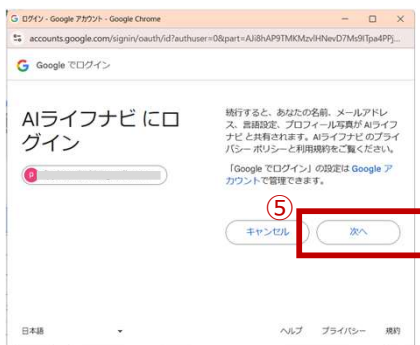 ログイン - Google アカウント - Google Chrome
accounts.google.com/signin/oauth/id?authuser=0&part=AJi8hAP9TMKMzvlHNevD7Ms9lTpa4PPj...
Google でログイン
AIライフナビ にロ
グイン
P
続行すると、あなたの名前、メールアドレ
ス、言語設定、プロフィール写真が AIライフ
ナビ と共有されます。AIライフナビ のプライ
バシー ポリシーと利用規約をご覧ください。
「Google でログイン」の設定は Google ア
カウントで管理できます。
⑤
キャンセル
次へ
日本語
ヘルプ プライバシー 規約